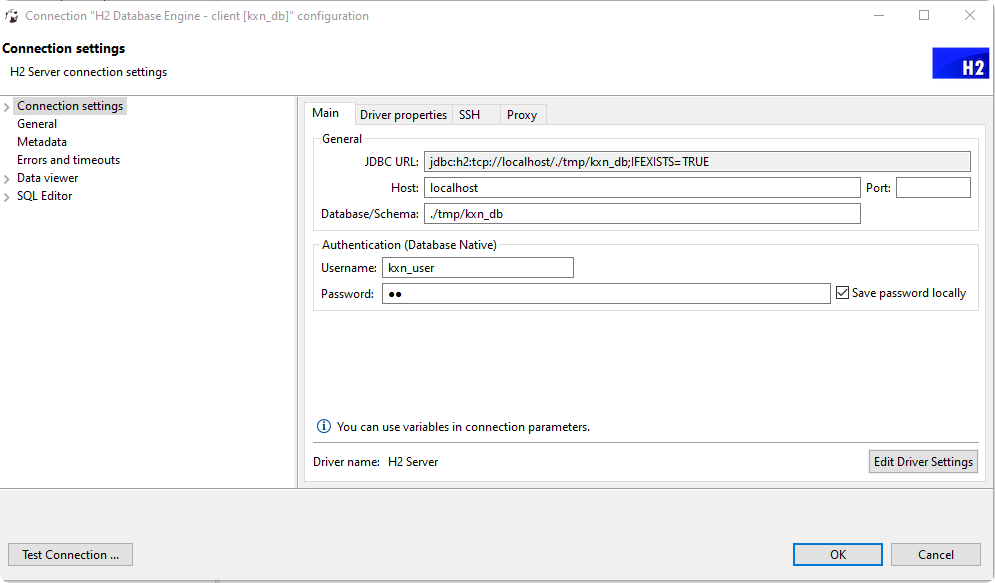 Connection "H2 Database Engine - client [kxn_db]" configuration
Connection settings
H2 Server connection settings
H2
Connection settings
General
Metadata
Errors and timeouts
Data viewer
SQL Editor
Main Driver properties SSH Proxy
General
JDBC URL: jdbc:h2:tcp://localhost/./tmp/kxn_db;IFEXISTS=TRUE
Host: localhost Port:
Database/Schema: ./tmp/kxn_db
Authentication (Database Native)
Username: kxn_user
Password: ●● Save password locally
You can use variables in connection parameters.
Driver name: H2 Server Edit Driver Settings
Test Connection ... OK Cancel